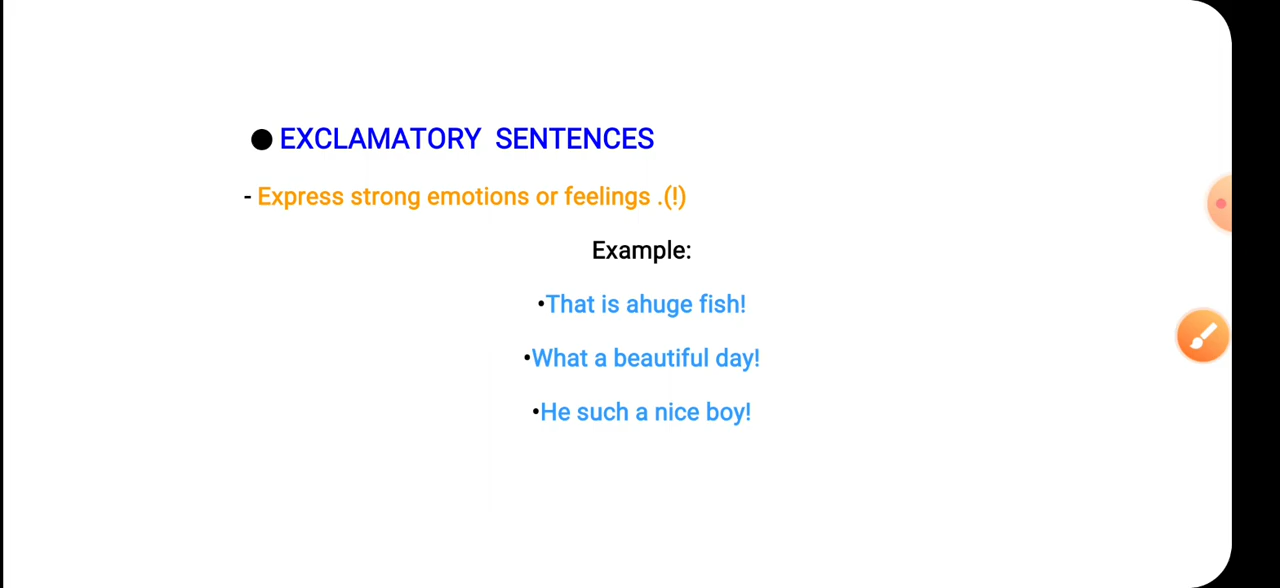 ● EXCLAMATORY SENTENCES
- Express strong emotions or feelings .(!)
Example:
•That is ahuge fish!
•What a beautiful day!
•He such a nice boy!